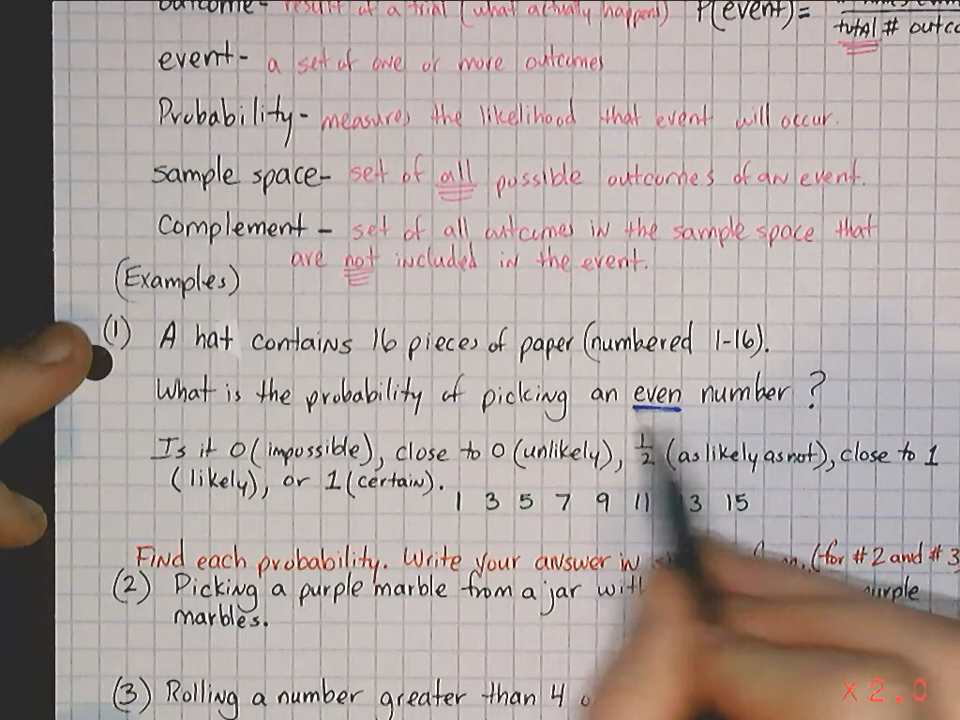 outcome- result of a trial (what actually happens) P(event)=
total # outco
event- a set of one or more outcomes
Probability- measures the likelihood that event will occur.
Sample space- set of all possible outcomes of an event.
Complement - set of all outcomes in the sample space that
are not included in the event.
(Examples)
(1) A hat contains 16 pieces of paper (numbered 1-16).
What is the probability of picking an even number?
Is it 0 (impossible), close to 0 (unlikely), 1/2 (as likely as not), close to 1
(likely), or 1 (certain).
1 3 5 7 9 11 3 15
Find each probability. Write your answer in (for #2 and #3
(2) Picking a purple marble from a jar with purple
marbles.
(3) Rolling a number greater than 4
x2.0